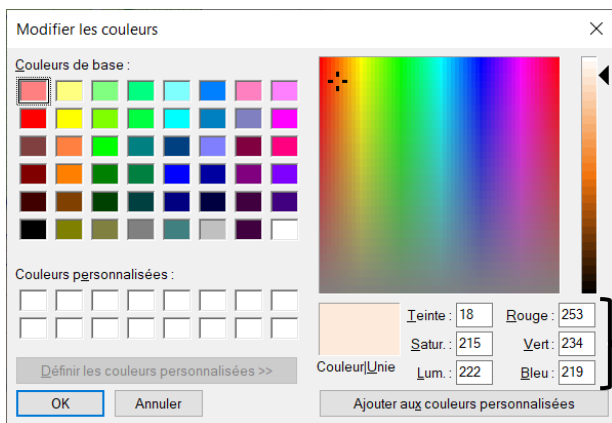 Modifier les couleurs
Couleurs de base :
Couleurs personnalisées :
Définir les couleurs personnalisées >>
OK
Annuler
Couleur|Unie
Teinte : 18
Satur. : 215
Lum. : 222
Rouge : 253
Vert : 234
Bleu : 219
Ajouter aux couleurs personnalisées